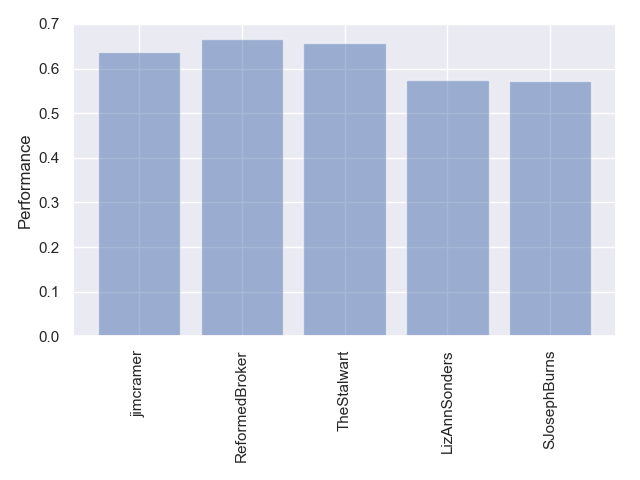 0.7
0.6
0.5
0.4
0.3
0.2
0.1
0.0
Performance
jimcramer
ReformedBroker
TheStalwart
LizAnnSonders
SJosephBurns